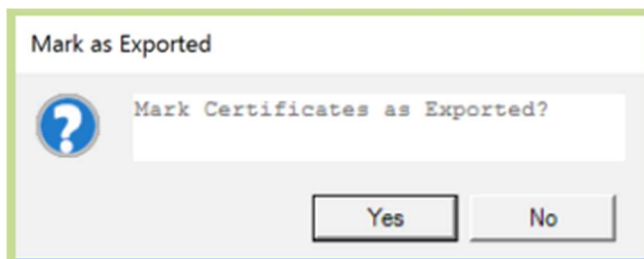 Mark as Exported
Mark Certificates as Exported?
Yes
No